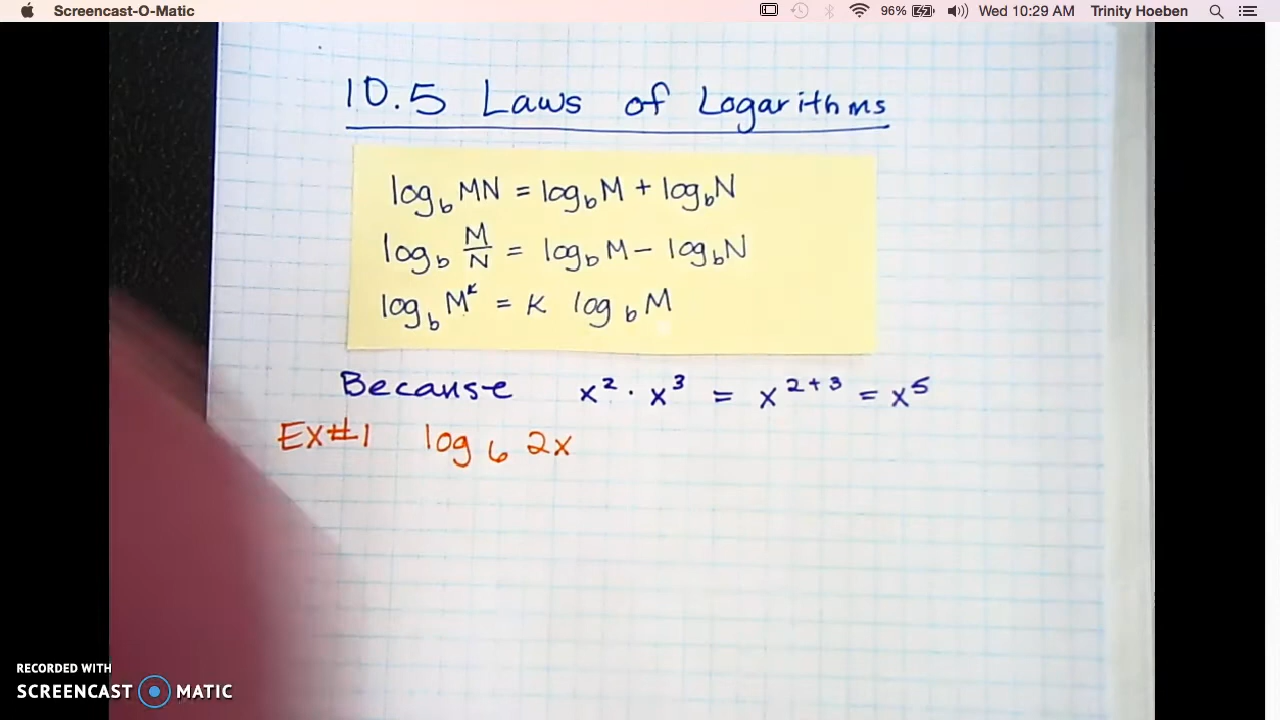 Screencast-O-Matic 96% Wed 10:29 AM Trinity Hoeben
10.5 Laws of Logarithms
log_b MN = log_b M + log_b N
log_b M/N = log_b M - log_b N
log_b M^K = K log_b M
Because x^2 · x^3 = x^{2+3} = x^5
Ex#1 log_6 2x
RECORDED WITH
SCREENCAST MATIC